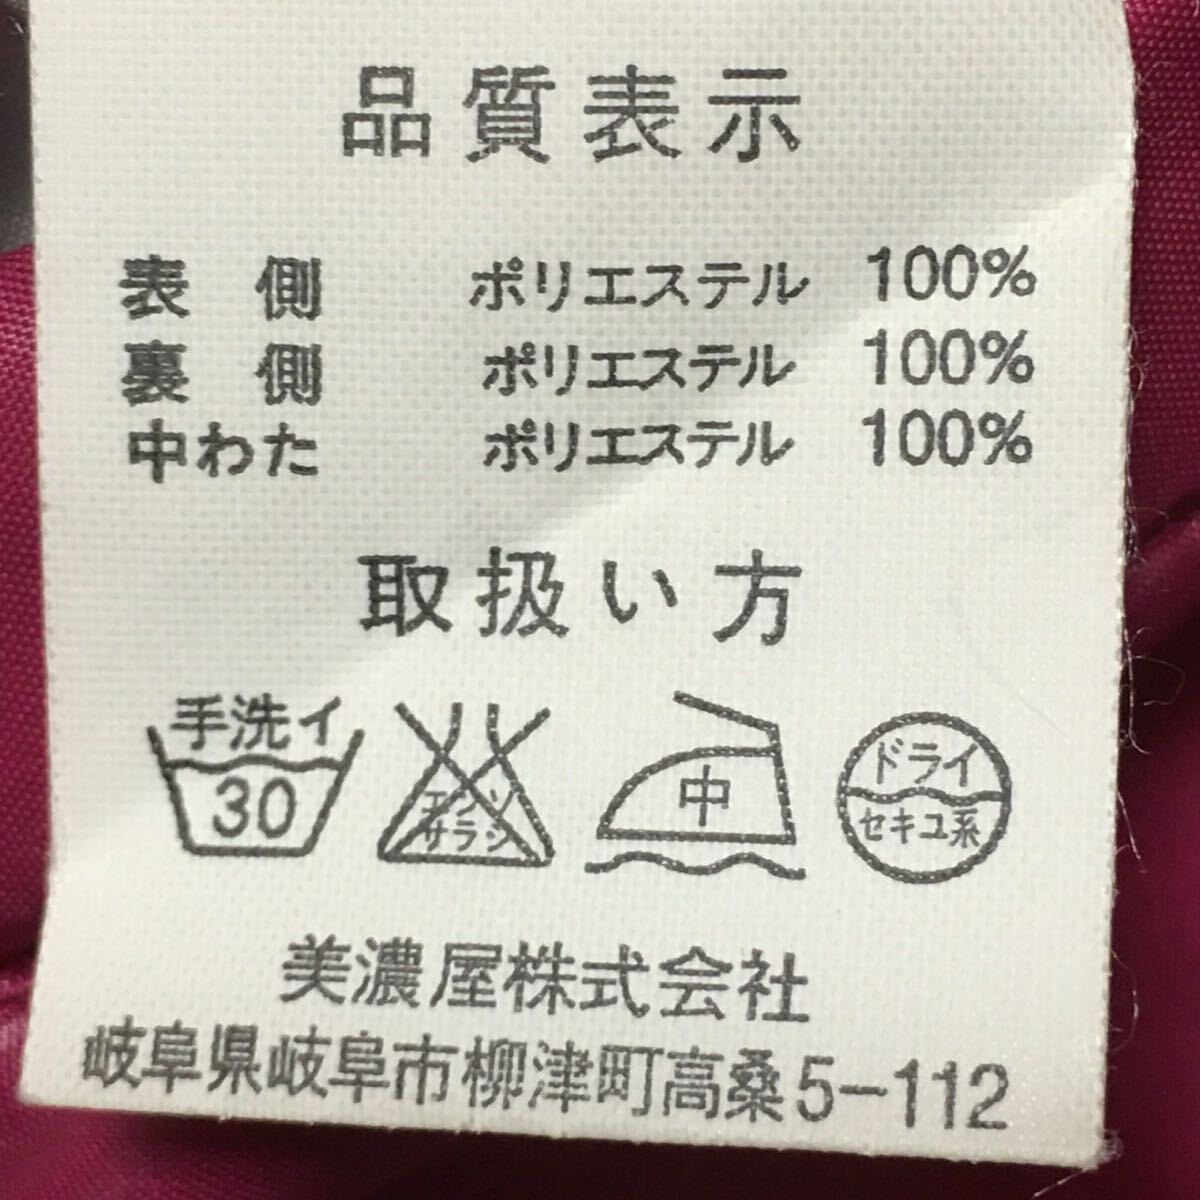 品質表示
表側 ポリエステル 100%
裏側 ポリエステル 100%
中わた ポリエステル 100%
取扱い方
手洗イ
30
エンソ
サラシ
中
ドライ
セキユ系
美濃屋株式会社
岐阜県岐阜市柳津町高桑5-112